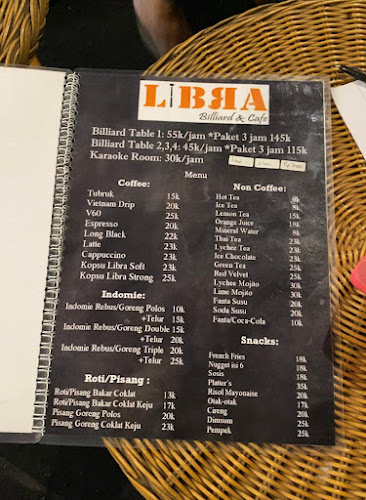 LIBRA
Billiard & Cafe
Billiard Table 1: 55k/jam *Paket 3 jam 145k
Billiard Table 2,3,4: 45k/jam *Paket 3 jam 115k
Karaoke Room: 30k/jam
Menu
Coffee:
Tubruk 15k
Vietnam Drip 20k
V60 25k
Espresso 20k
Long Black 22k
Latte 23k
Cappuccino 23k
Kopsu Libra Soft 23k
Kopsu Libra Strong 25k
Indomie:
Indomie Rebus/Goreng Polos 10k
+Telur 15k
Indomie Rebus/Goreng Double 15k
+Telur 20k
Indomie Rebus/Goreng Triple 20k
+Telur 25k
Roti/Pisang :
Roti/Pisang Bakar Coklat 13k
Roti/Pisang Bakar Coklat Keju 17k
Pisang Goreng Polos 20k
Pisang Goreng Coklat Keju 23k
Non Coffee:
Hot Tea
Ice Tea 8k
Lemon Tea 15k
Orange Juice 18k
Mineral Water 8k
Thai Tea 23k
Lychee Tea 23k
Ice Chocolate 23k
Green Tea 25k
Red Velvet 25k
Lychee Mojito 30k
Lime Mojito 30k
Fanta Susu 20k
Soda Susu 20k
Fanta/Coca-Cola 10k
Snacks:
French Fries 18k
Nugget isi 6 18k
Sosis 18k
Platter's 35k
Risol Mayonaise 20k
Otak-otak 17k
Cireng 20k
Dimsum 25k
Pempek 25k